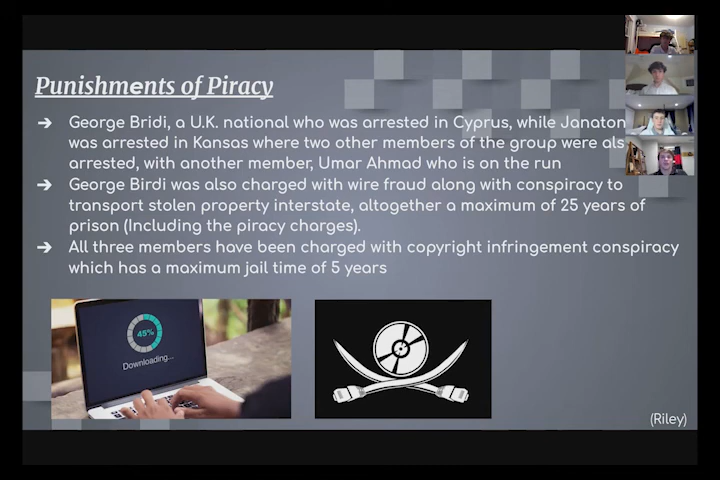 Punishments of Piracy
➔ George Bridi, a U.K. national who was arrested in Cyprus, while Janaton
was arrested in Kansas where two other members of the group were als
arrested, with another member, Umar Ahmad who is on the run
➔ George Birdi was also charged with wire fraud along with conspiracy to
transport stolen property interstate, altogether a maximum of 25 years of
prison (Including the piracy charges).
➔ All three members have been charged with copyright infringement conspiracy
which has a maximum jail time of 5 years
45%
Downloading...
(Riley)